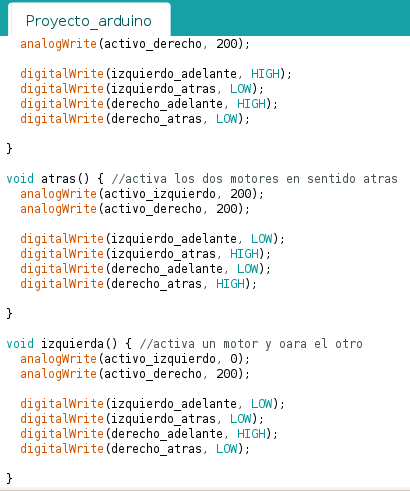 Proyecto_arduino
analogWrite(activo_derecho, 200);
digitalWrite(izquierdo_adelante, HIGH);
digitalWrite(izquierdo_atras, LOW);
digitalWrite(derecho_adelante, HIGH);
digitalWrite(derecho_atras, LOW);
}
void atras() { //activa los dos motores en sentido atras
analogWrite(activo_izquierdo, 200);
analogWrite(activo_derecho, 200);
digitalWrite(izquierdo_adelante, LOW);
digitalWrite(izquierdo_atras, HIGH);
digitalWrite(derecho_adelante, LOW);
digitalWrite(derecho_atras, HIGH);
}
void izquierda() { //activa un motor y oara el otro
analogWrite(activo_izquierdo, 0);
analogWrite(activo_derecho, 200);
digitalWrite(izquierdo_adelante, LOW);
digitalWrite(izquierdo_atras, LOW);
digitalWrite(derecho_adelante, HIGH);
digitalWrite(derecho_atras, LOW);
}